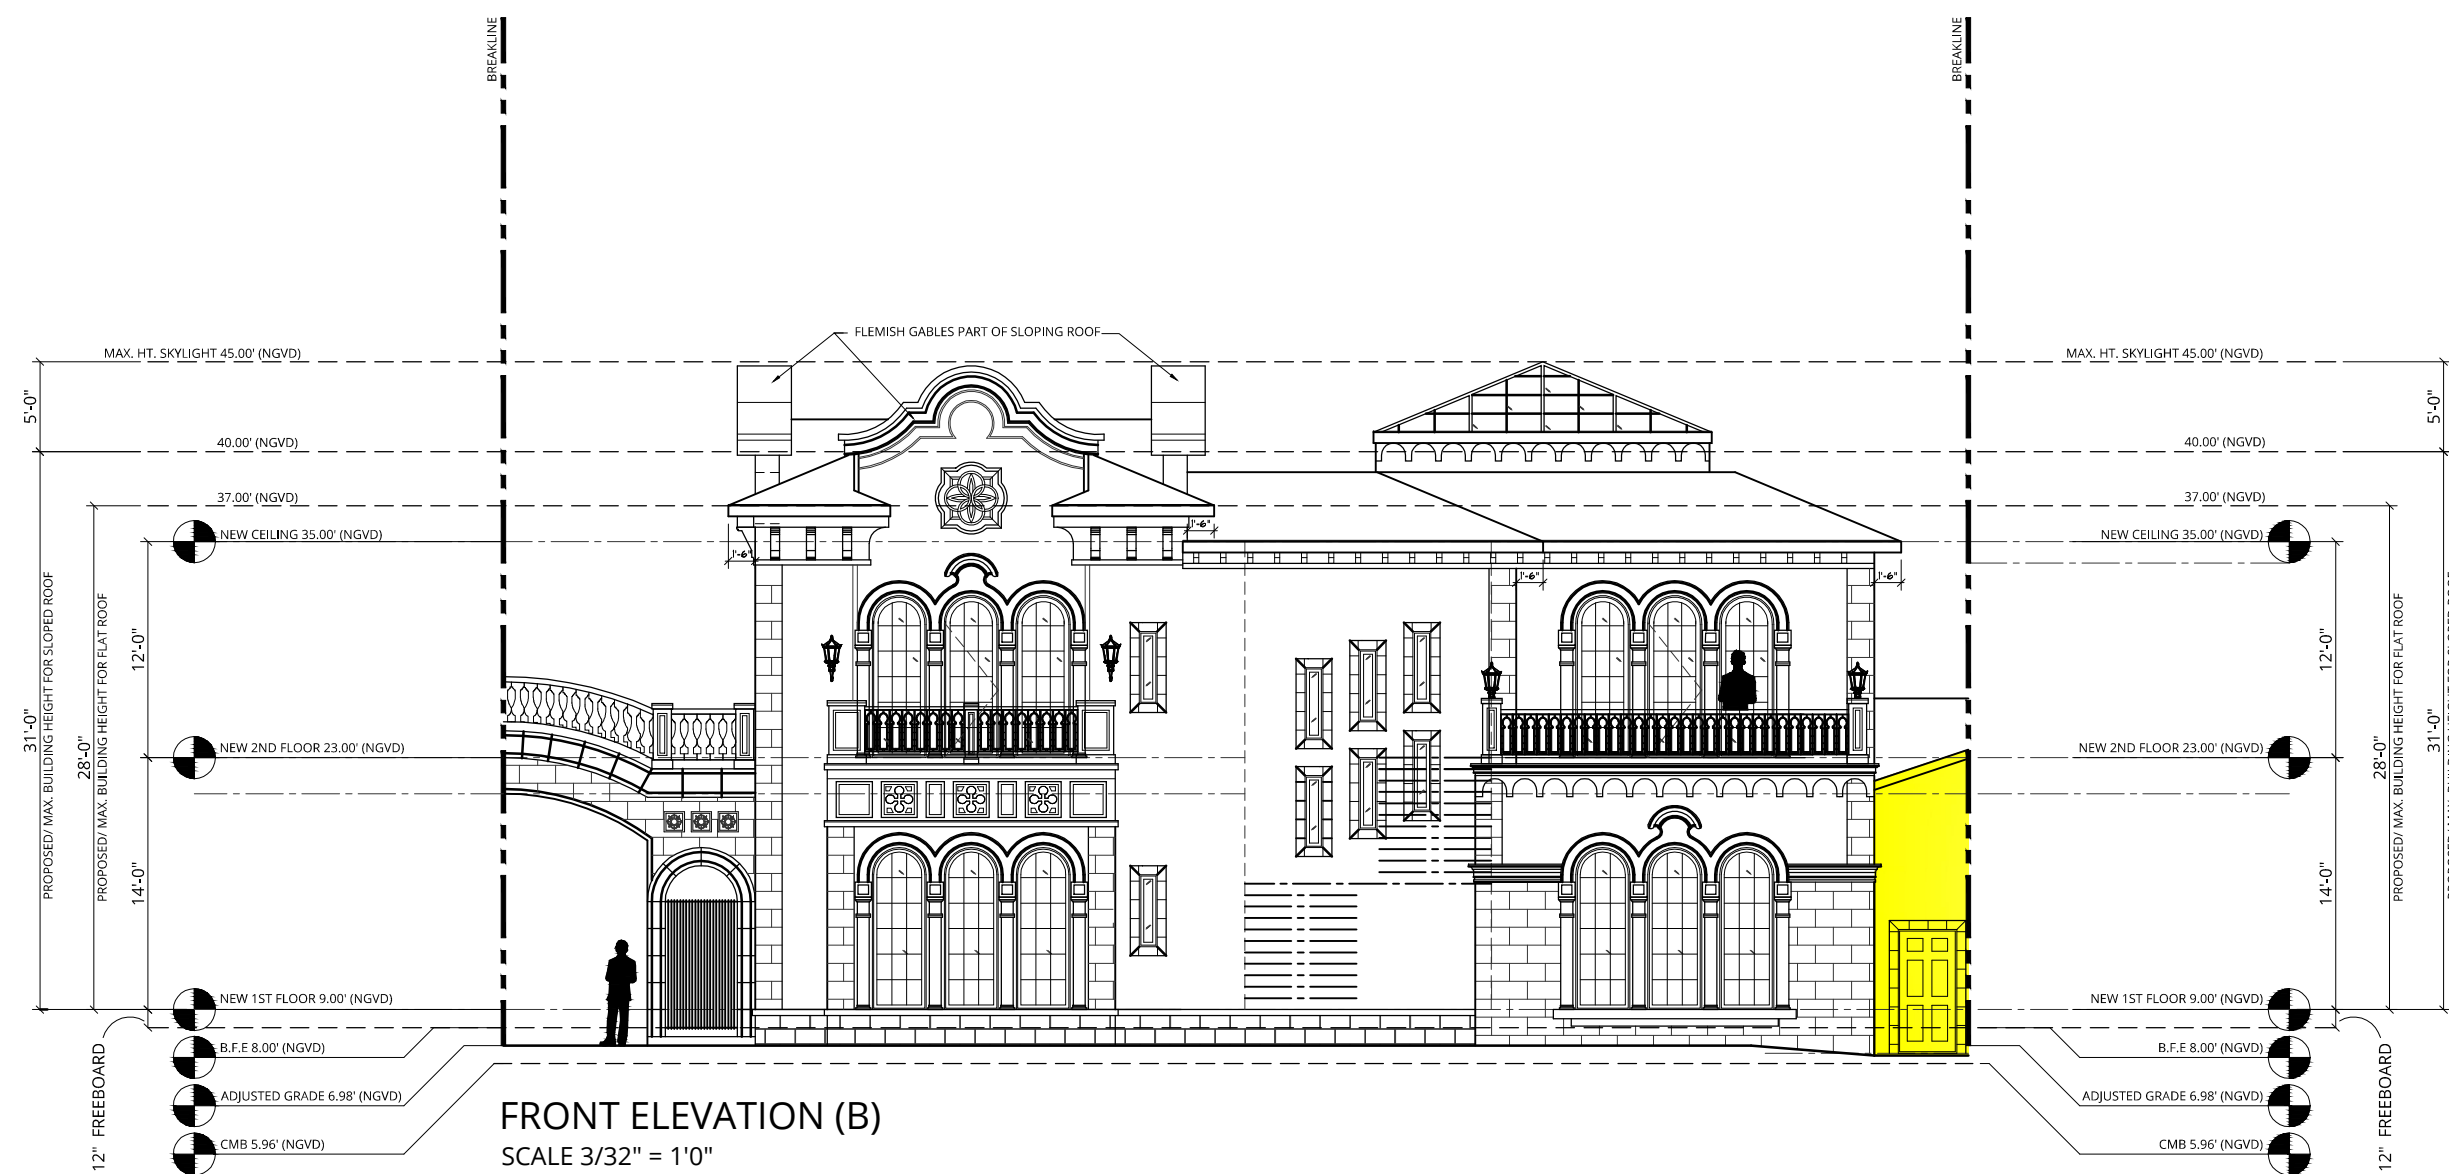 BREAKLINE
BREAKLINE
FLEMISH GABLES PART OF SLOPING ROOF
MAX. HT. SKYLIGHT 45.00' (NGVD)
MAX. HT. SKYLIGHT 45.00' (NGVD)
5'-0"
5'-0"
40.00' (NGVD)
40.00' (NGVD)
37.00' (NGVD)
37.00' (NGVD)
NEW CEILING 35.00' (NGVD)
NEW CEILING 35.00' (NGVD)
1'-6"
1'-6"
1'-6"
1'-6"
31'-0"
PROPOSED/ MAX. BUILDING HEIGHT FOR SLOPED ROOF
28'-0"
PROPOSED/ MAX. BUILDING HEIGHT FOR FLAT ROOF
12'-0"
12'-0"
28'-0"
PROPOSED/ MAX. BUILDING HEIGHT FOR FLAT ROOF
31'-0"
NEW 2ND FLOOR 23.00' (NGVD)
NEW 2ND FLOOR 23.00' (NGVD)
14'-0"
14'-0"
NEW 1ST FLOOR 9.00' (NGVD)
NEW 1ST FLOOR 9.00' (NGVD)
12" FREEBOARD
12" FREEBOARD
B.F.E 8.00' (NGVD)
B.F.E 8.00' (NGVD)
ADJUSTED GRADE 6.98' (NGVD)
ADJUSTED GRADE 6.98' (NGVD)
CMB 5.96' (NGVD)
CMB 5.96' (NGVD)
FRONT ELEVATION (B)
SCALE 3/32" = 1'0"